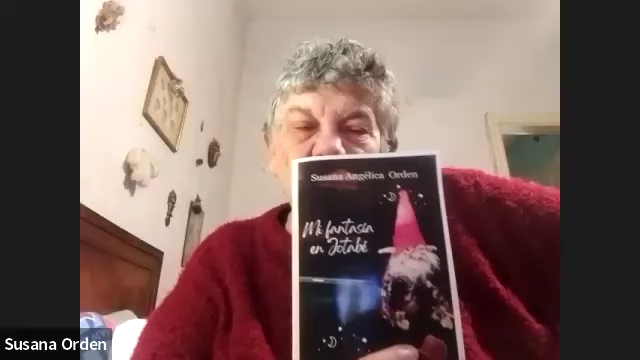 Susana Angélica Orden
Mi fantasía
en Jotabé
Susana Orden